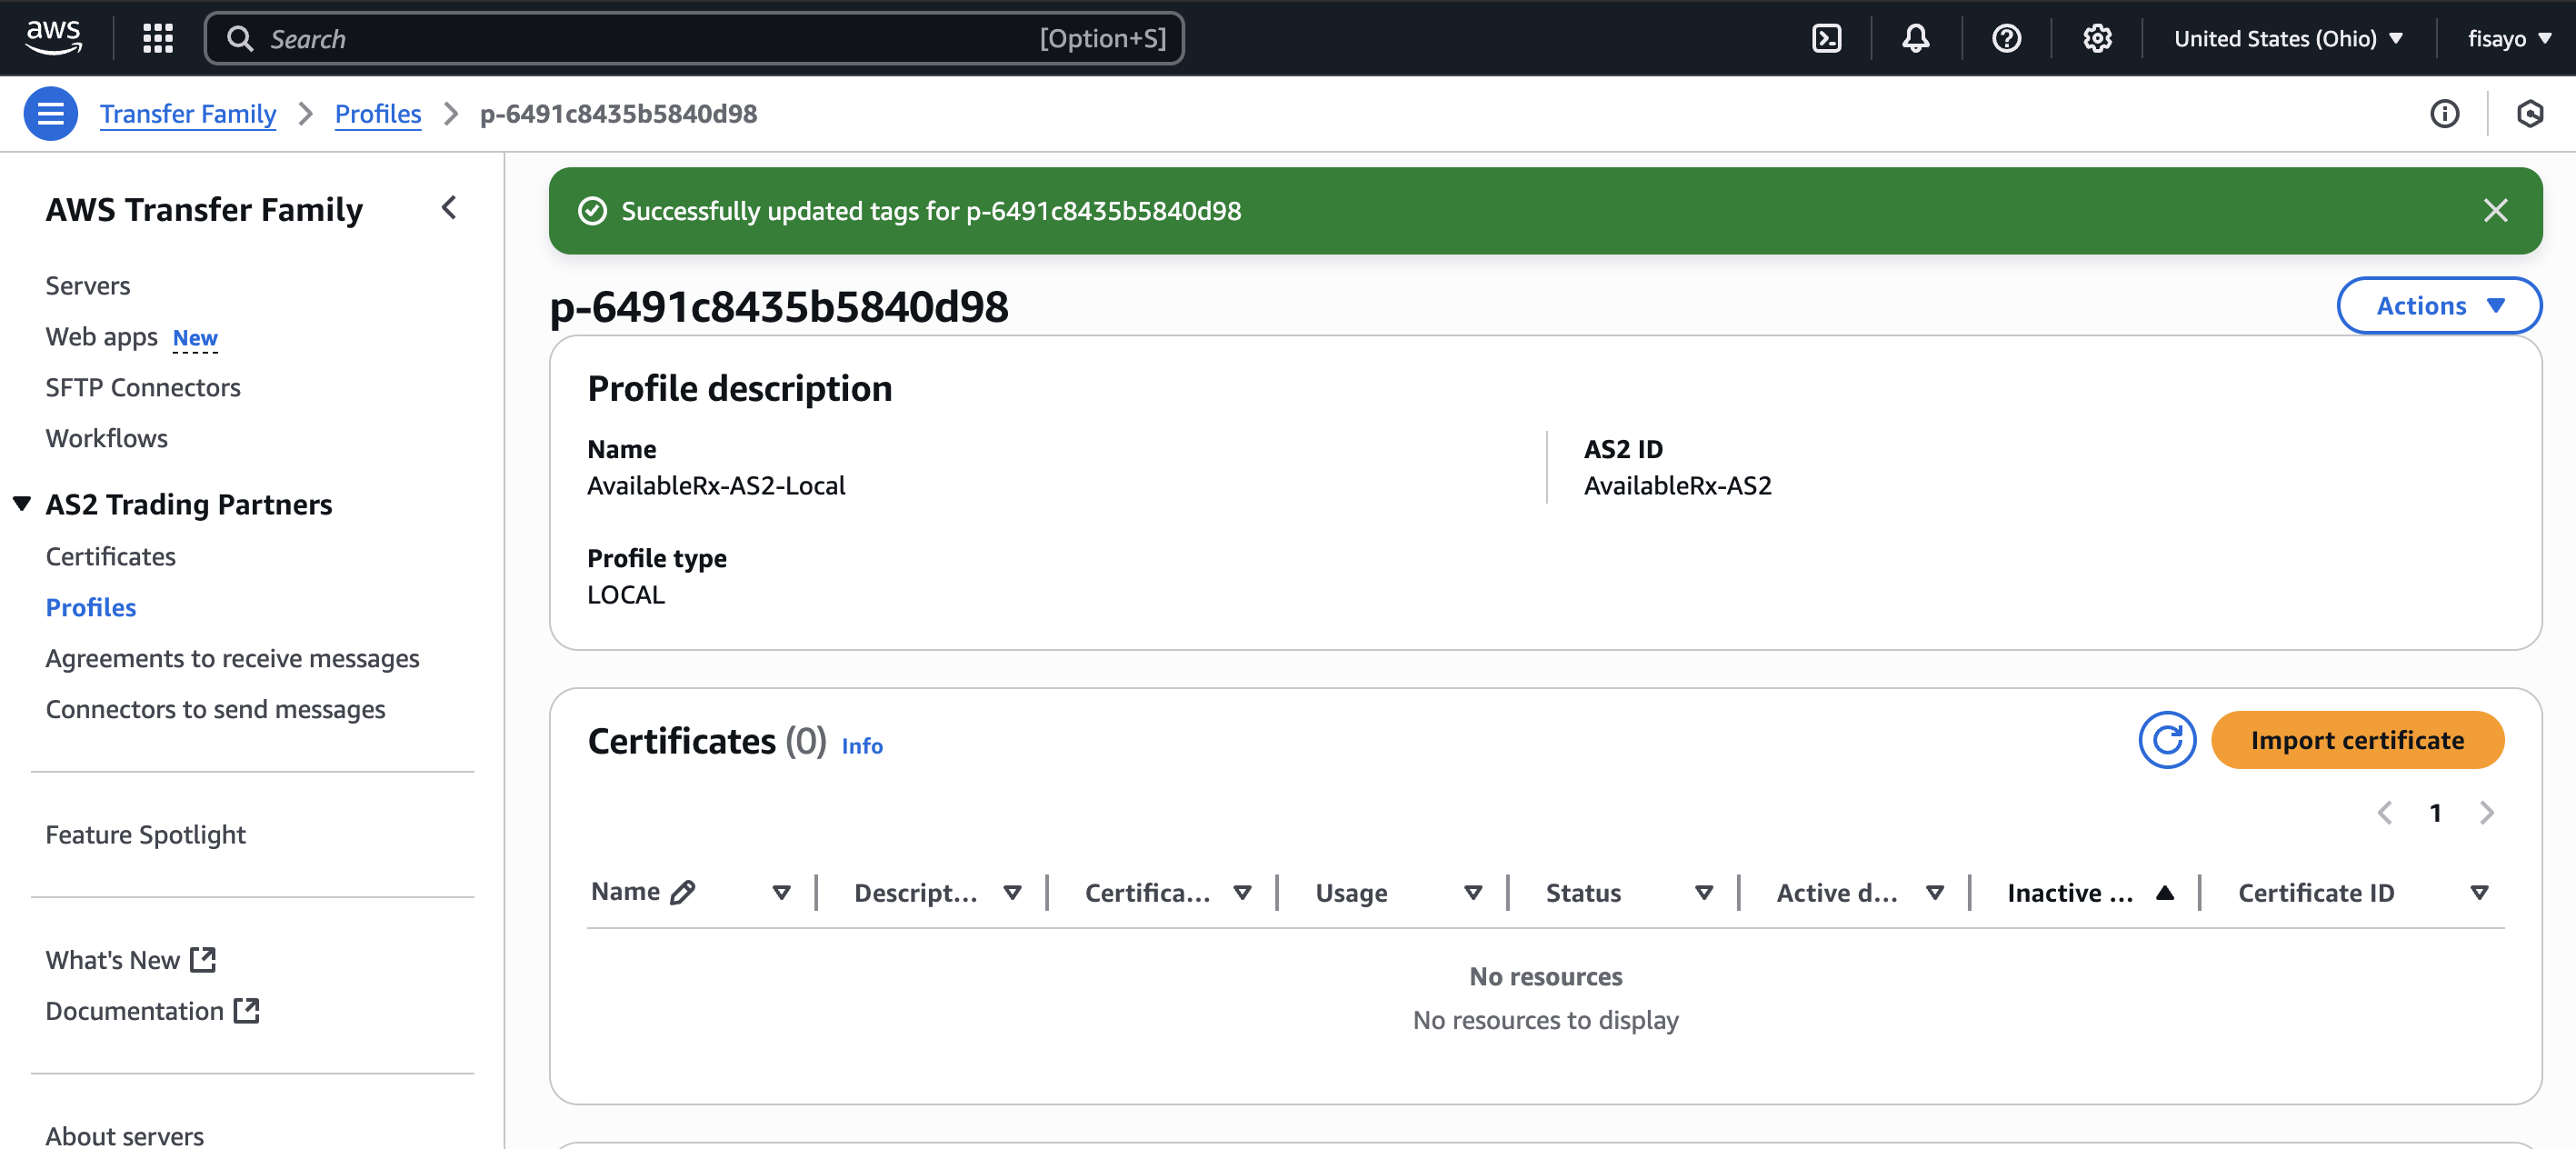 aws
Search
[Option+S]
United States (Ohio)
fisayo
Transfer Family
Profiles
p-6491c8435b5840d98
AWS Transfer Family
Servers
Web apps New
SFTP Connectors
Workflows
AS2 Trading Partners
Certificates
Profiles
Agreements to receive messages
Connectors to send messages
Feature Spotlight
What's New
Documentation
About servers
Successfully updated tags for p-6491c8435b5840d98
p-6491c8435b5840d98
Actions
Profile description
Name
AvailableRx-AS2-Local
AS2 ID
AvailableRx-AS2
Profile type
LOCAL
Certificates (0) Info
Import certificate
1
Name
Descript...
Certifica...
Usage
Status
Active d...
Inactive ...
Certificate ID
No resources
No resources to display